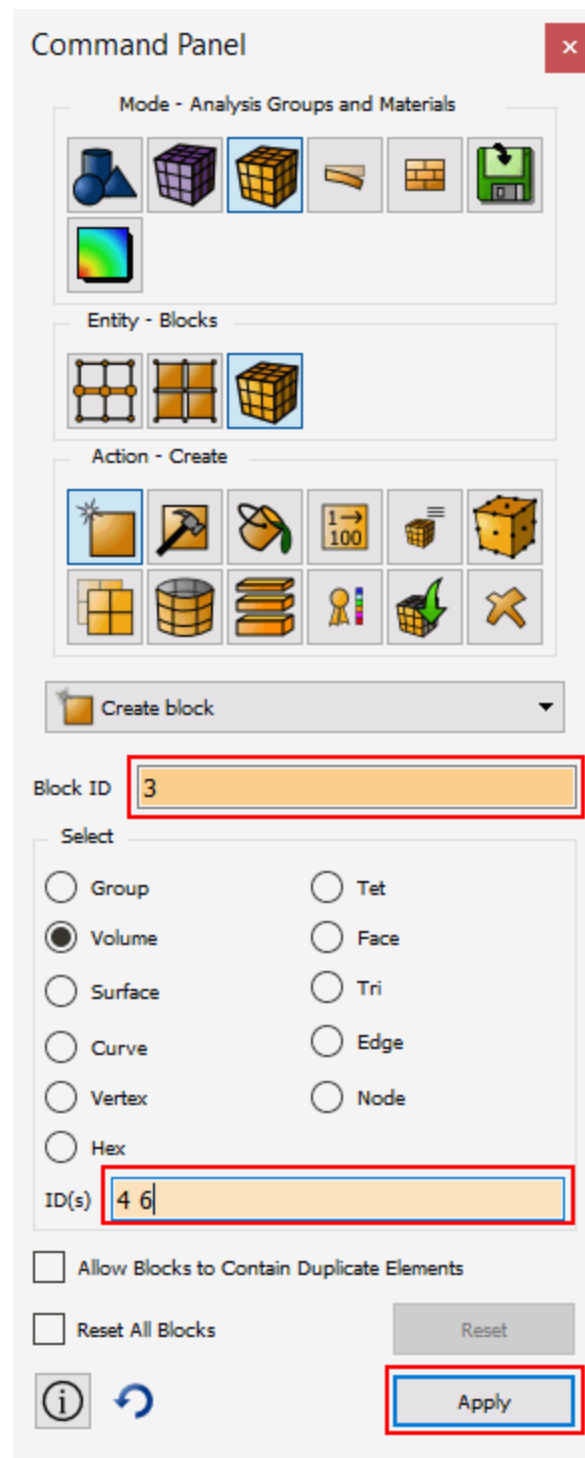 Command Panel
x
Mode - Analysis Groups and Materials
Entity - Blocks
Action - Create
1→
100
Create block
Block ID 3
Select
Group Tet
Volume Face
Surface Tri
Curve Edge
Vertex Node
Hex
ID(s) 4 6
Allow Blocks to Contain Duplicate Elements
Reset All Blocks Reset
i Apply